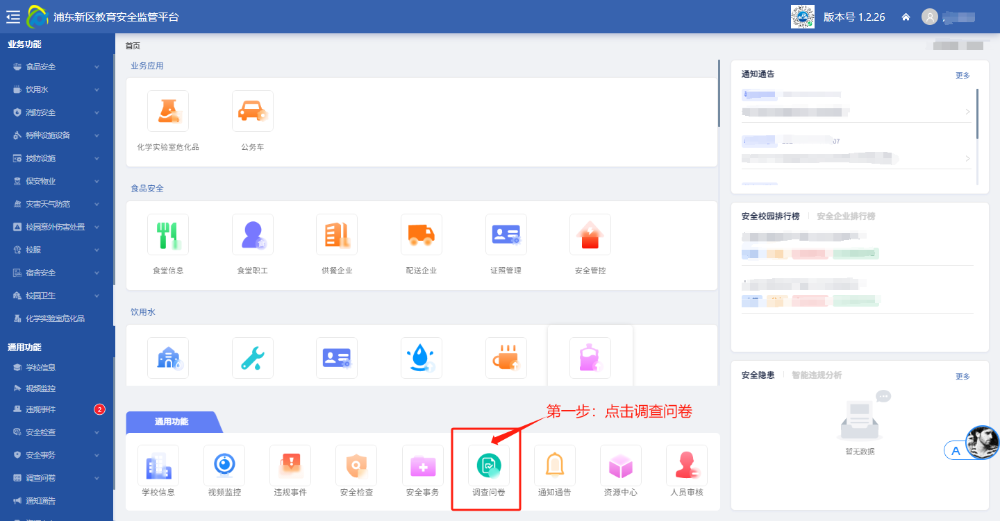 浦东新区教育安全监管平台
版本号 1.2.26
业务功能
食品安全
饮用水
消防安全
特种设施设备
技防设施
保安物业
灾害天气防范
校园意外伤害处置
校服
宿舍安全
校园卫生
化学实验室危化品
通用功能
学校信息
视频监控
违规事件
2
安全检查
安全事务
调查问卷
通知通告
首页
业务应用
化学实验室危化品
公务车
食品安全
食堂信息
食堂职工
供餐企业
配送企业
证照管理
安全管控
饮用水
第一步：点击调查问卷
通用功能
学校信息
视频监控
违规事件
安全检查
安全事务
调查问卷
通知通告
资源中心
人员审核
通知通告
更多
07
安全校园排行榜
安全企业排行榜
安全隐患
智能违规分析
更多
暂无数据
A